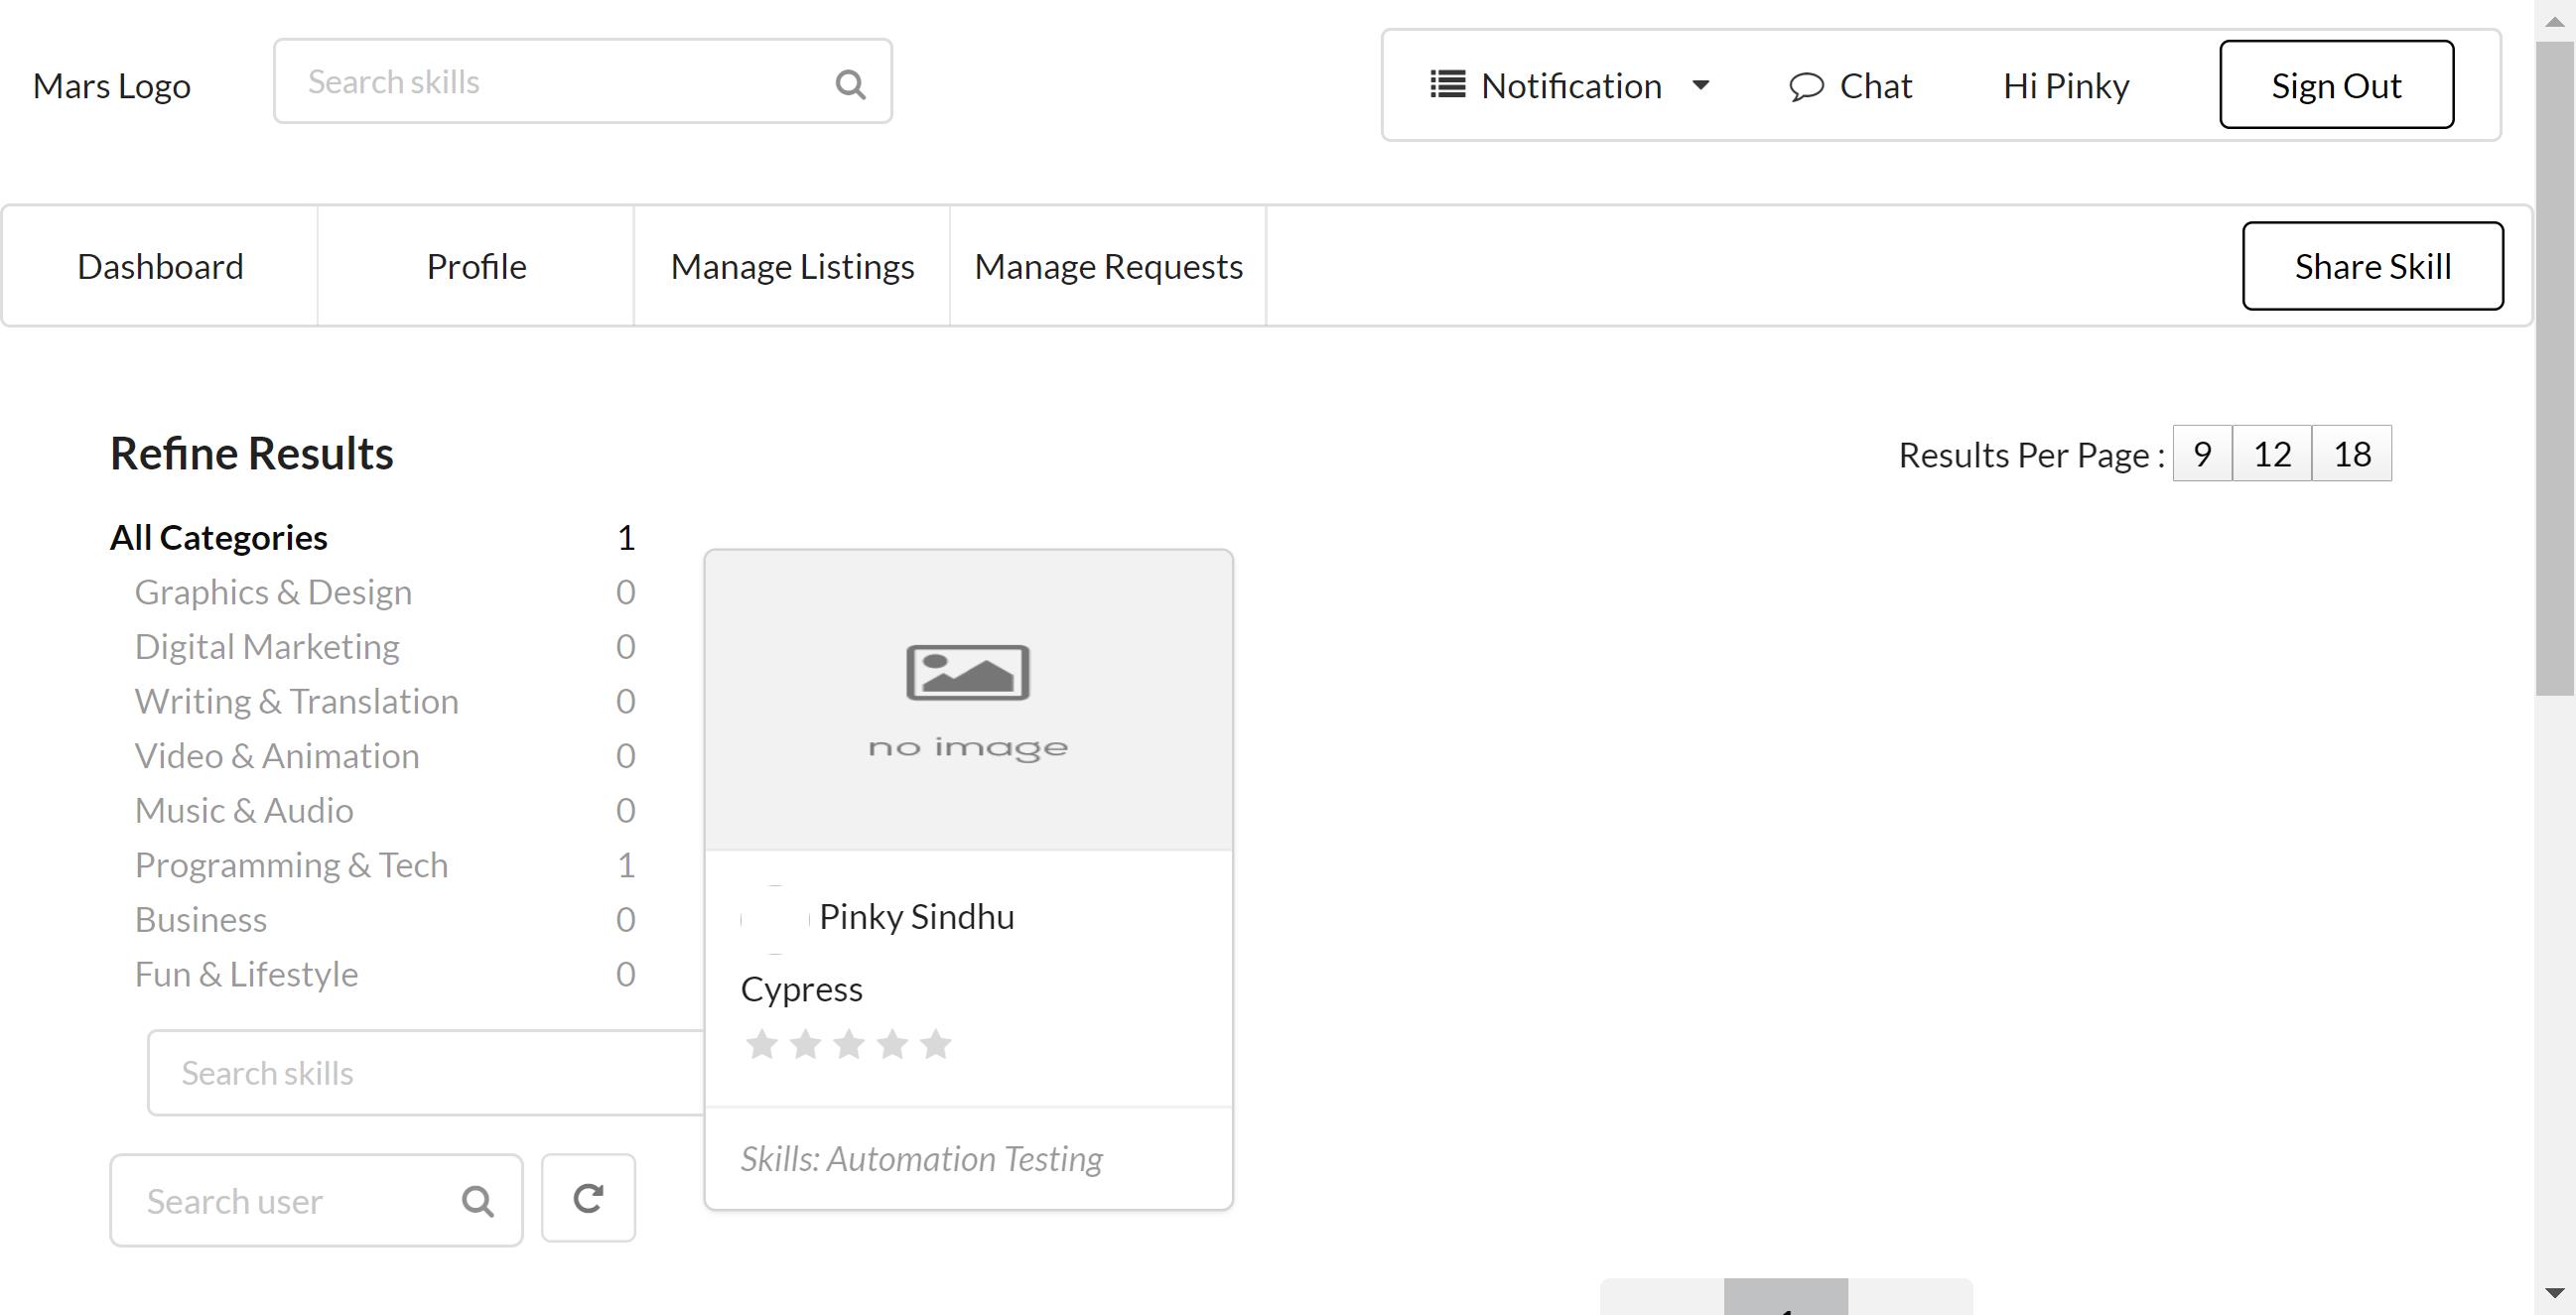 Mars Logo
Search skills
Notification
Chat
Hi Pinky
Sign Out
Dashboard
Profile
Manage Listings
Manage Requests
Share Skill
Refine Results
Results Per Page : 9 12 18
All Categories 1
Graphics & Design 0
Digital Marketing 0
Writing & Translation 0
Video & Animation 0
Music & Audio 0
Programming & Tech 1
Business 0
Fun & Lifestyle 0
Search skills
Search user
no image
Pinky Sindhu
Cypress
Skills: Automation Testing